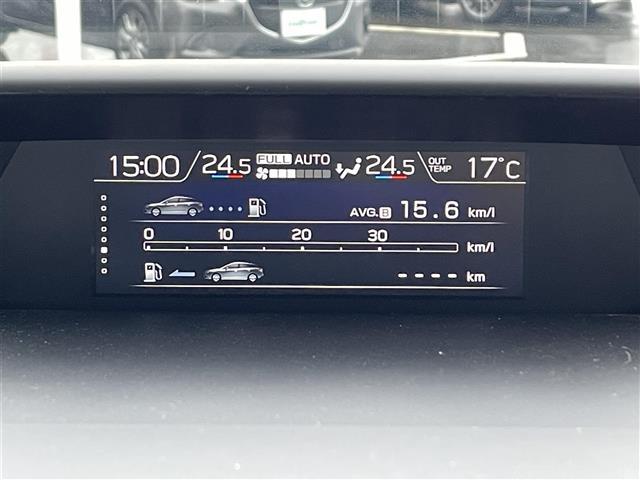 15:00 24.5 FULL AUTO 24.5 OUT TEMP 17°C
AVG. B 15.6 km/l
0 10 20 30 km/l
---- km